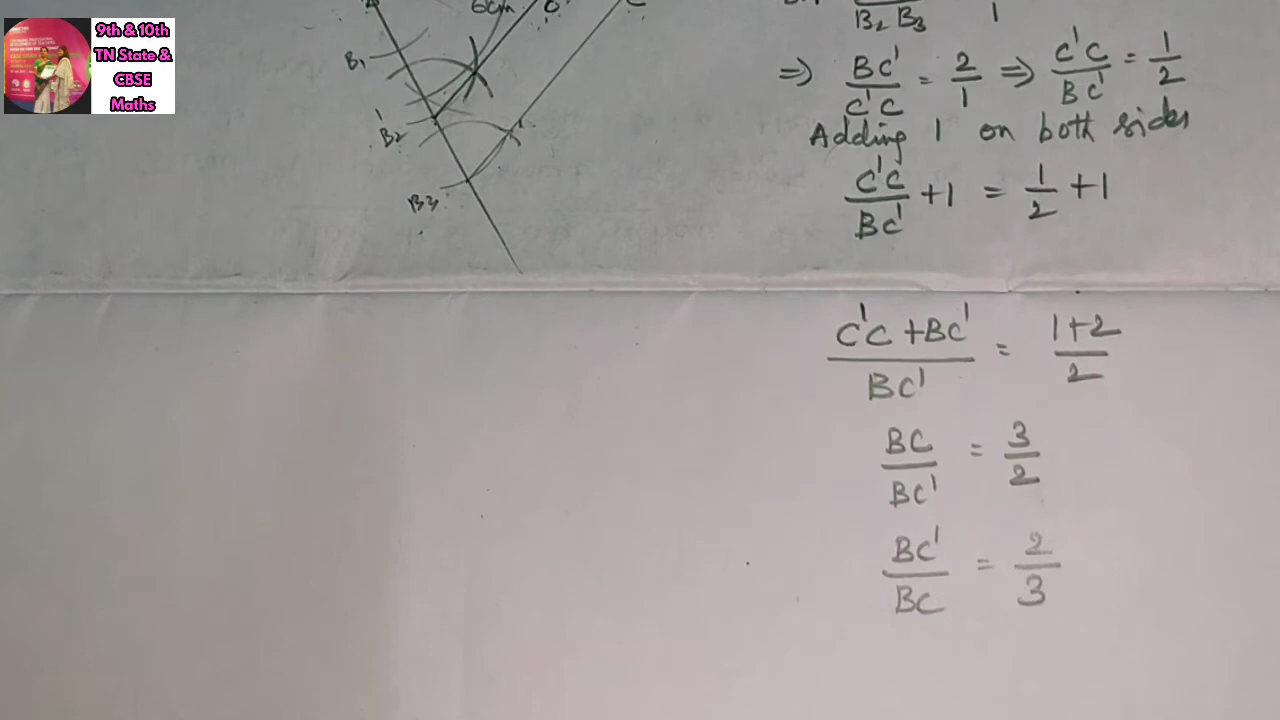 9th & 10th
TN State &
CBSE
Maths
6cm
B₁
B₂
B₃
B₂B₃ 1
⇒ BC'/C'C = 2/1 ⇒ C'C/BC' = 1/2
Adding 1 on both sides
C'C/BC' + 1 = 1/2 + 1
C'C + BC'/BC' = 1+2/2
BC/BC' = 3/2
BC'/BC = 2/3